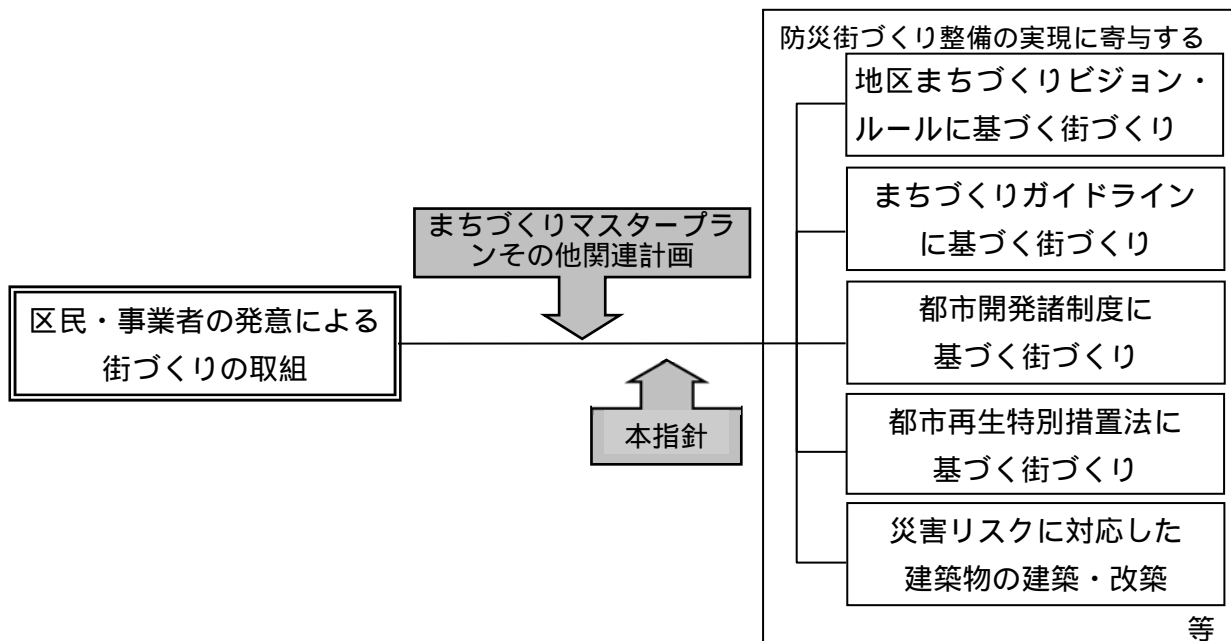 防災街づくり整備の実現に寄与する
地区まちづくりビジョン・
ルールに基づく街づくり
まちづくりガイドライン
に基づく街づくり
まちづくりマスタープラ
ンその他関連計画
区民・事業者の発意による
街づくりの取組
都市開発諸制度に
基づく街づくり
本指針
都市再生特別措置法に
基づく街づくり
災害リスクに対応した
建築物の建築・改築
等